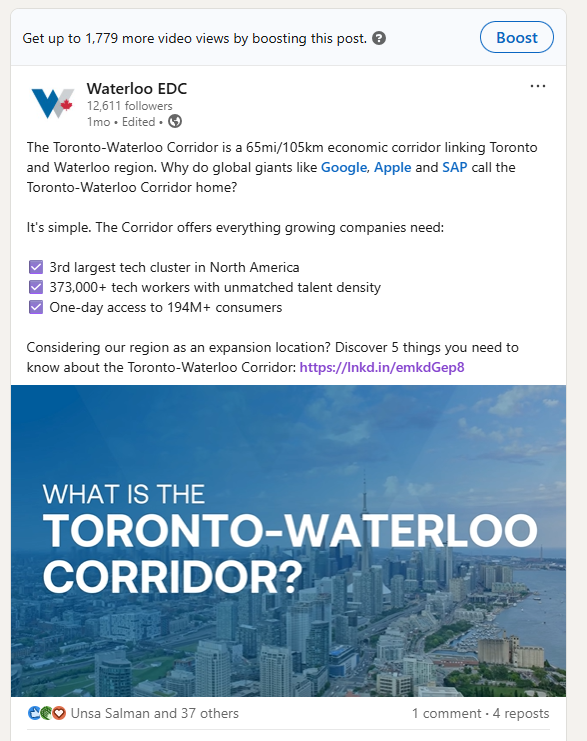 Get up to 1,779 more video views by boosting this post. ?
Boost
Waterloo EDC
12,611 followers
1mo • Edited •
The Toronto-Waterloo Corridor is a 65mi/105km economic corridor linking Toronto
and Waterloo region. Why do global giants like Google, Apple and SAP call the
Toronto-Waterloo Corridor home?
It's simple. The Corridor offers everything growing companies need:
☑ 3rd largest tech cluster in North America
☑ 373,000+ tech workers with unmatched talent density
☑ One-day access to 194M+ consumers
Considering our region as an expansion location? Discover 5 things you need to
know about the Toronto-Waterloo Corridor: https://lnkd.in/emkdGep8
WHAT IS THE
TORONTO-WATERLOO
CORRIDOR?
Unsa Salman and 37 others
1 comment • 4 reposts